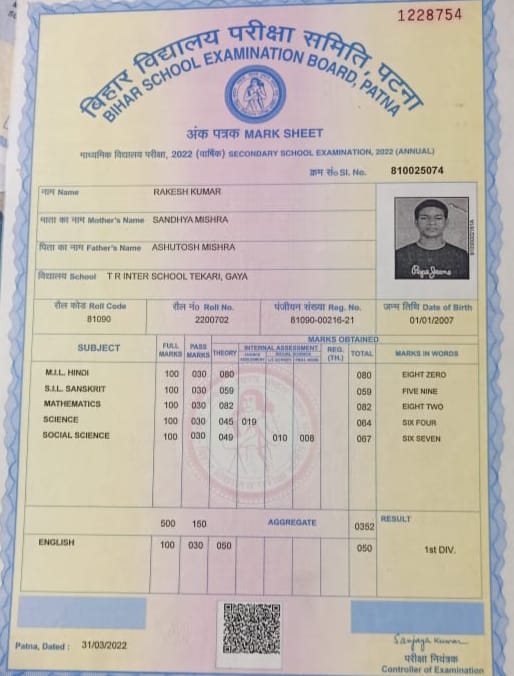 1228754
बिहार विद्यालय परीक्षा समिति, पटना
BIHAR SCHOOL EXAMINATION BOARD, PATNA
अंक पत्रक MARK SHEET
माध्यमिक विद्यालय परीक्षा, 2022 (वार्षिक) SECONDARY SCHOOL EXAMINATION, 2022 (ANNUAL)
क्रम सं० Sl. No. 810025074
नाम Name RAKESH KUMAR
माता का नाम Mother's Name SANDHYA MISHRA
पिता का नाम Father's Name ASHUTOSH MISHRA
विद्यालय School T R INTER SCHOOL TEKARI, GAYA
Pepe Jeans
रौल कोड Roll Code रौल नं० Roll No. पंजीयन संख्या Reg. No. जन्म तिथि Date of Birth
81090 2200702 81090-00216-21 01/01/2007
MARKS OBTAINED
SUBJECT FULL MARKS PASS MARKS THEORY INTERNAL ASSESSMENT REG. (TH.) TOTAL MARKS IN WORDS
M.I.L. HINDI 100 030 080 080 EIGHT ZERO
S.I.L. SANSKRIT 100 030 059 059 FIVE NINE
MATHEMATICS 100 030 082 082 EIGHT TWO
SCIENCE 100 030 045 019 064 SIX FOUR
SOCIAL SCIENCE 100 030 049 010 008 067 SIX SEVEN
500 150 AGGREGATE 0352 RESULT
ENGLISH 100 030 050 050 1st DIV.
Patna, Dated : 31/03/2022
Sanjaya Kumar
परीक्षा नियंत्रक
Controller of Examination